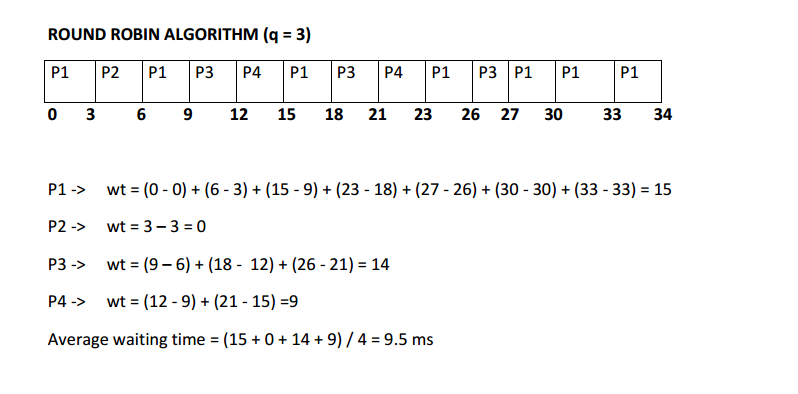 ROUND ROBIN ALGORITHM (q = 3)
P1 P2 P1 P3 P4 P1 P3 P4 P1 P3 P1 P1 P1
0 3 6 9 12 15 18 21 23 26 27 30 33 34
P1 -> wt = (0 - 0) + (6 - 3) + (15 - 9) + (23 - 18) + (27 - 26) + (30 - 30) + (33 - 33) = 15
P2 -> wt = 3 – 3 = 0
P3 -> wt = (9 – 6) + (18 - 12) + (26 - 21) = 14
P4 -> wt = (12 - 9) + (21 - 15) =9
Average waiting time = (15 + 0 + 14 + 9) / 4 = 9.5 ms